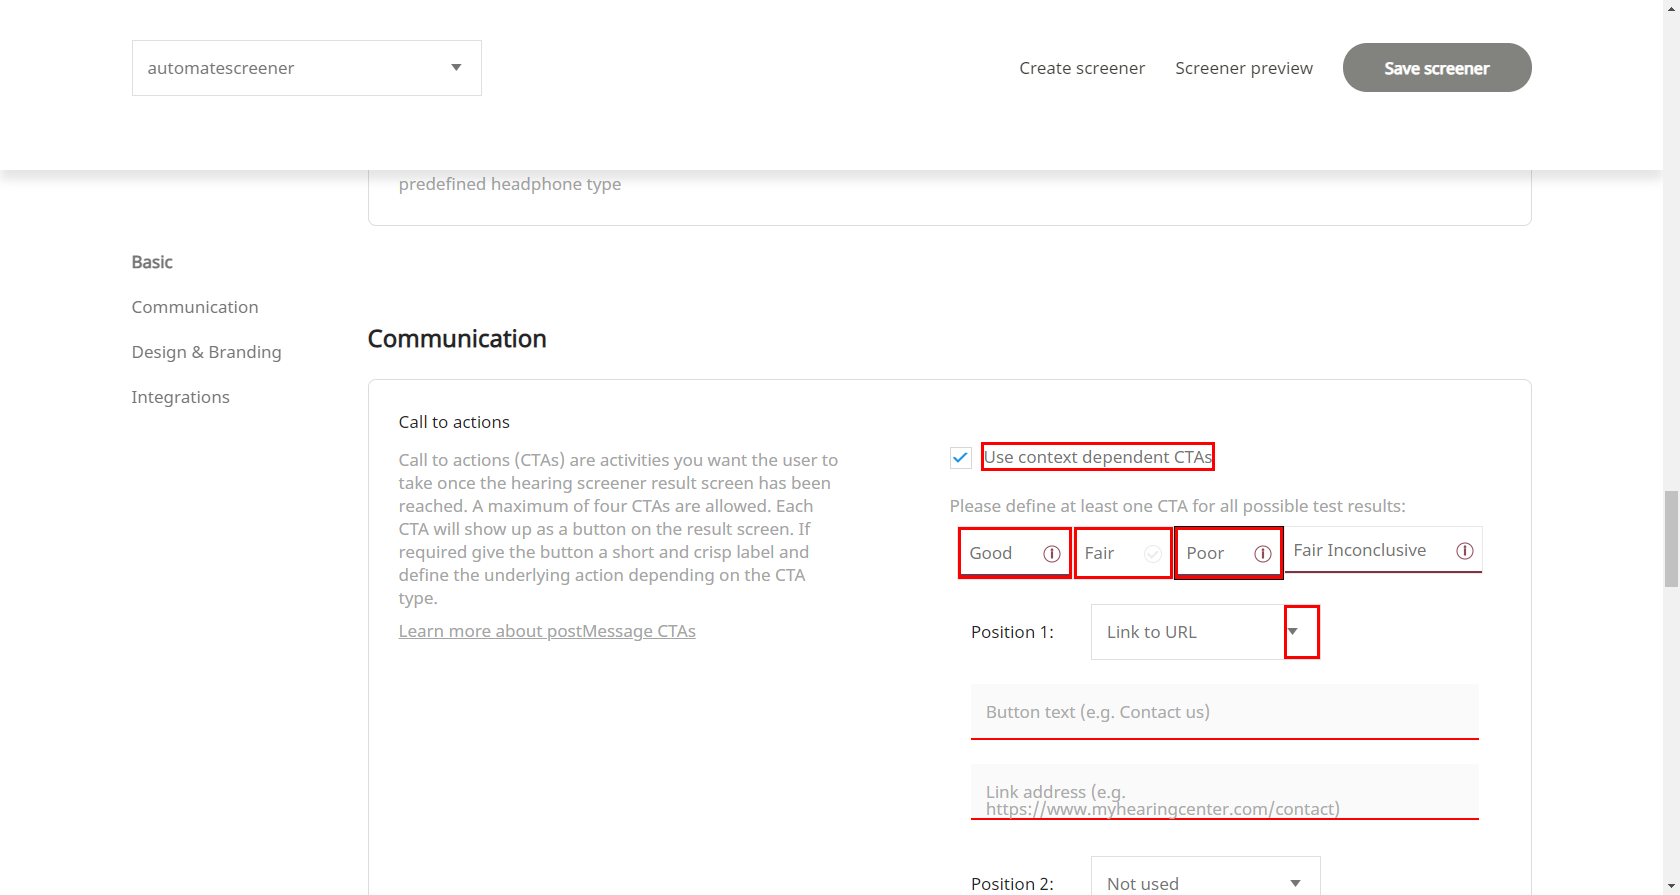 automatescreener
Create screener
Screener preview
Save screener
predefined headphone type
Basic
Communication
Design & Branding
Integrations
Communication
Call to actions
Call to actions (CTAs) are activities you want the user to
take once the hearing screener result screen has been
reached. A maximum of four CTAs are allowed. Each
CTA will show up as a button on the result screen. If
required give the button a short and crisp label and
define the underlying action depending on the CTA
type.
Learn more about postMessage CTAs
Use context dependent CTAs
Please define at least one CTA for all possible test results:
Good
Fair
Poor
Fair Inconclusive
Position 1:
Link to URL
Button text (e.g. Contact us)
Link address (e.g.
https://www.myhearingcenter.com/contact)
Position 2:
Not used